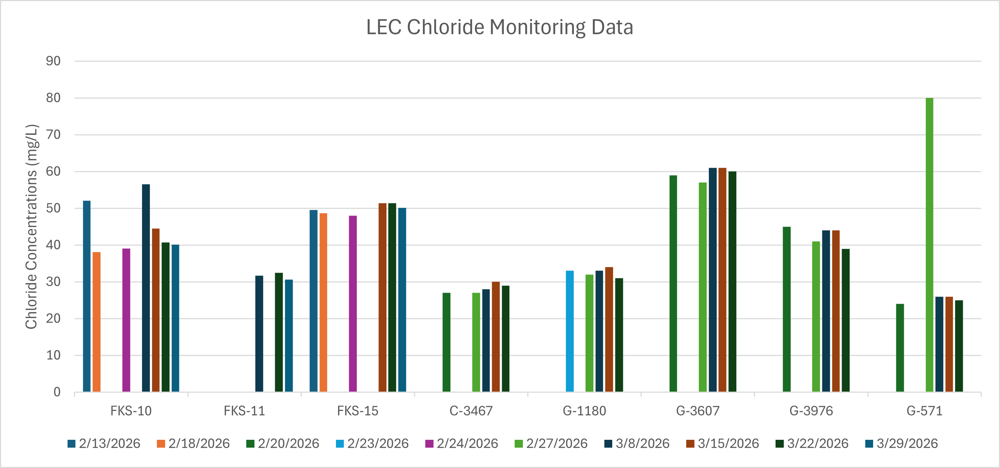 LEC Chloride Monitoring Data
Chloride Concentrations (mg/L)
90
80
70
60
50
40
30
20
10
0
FKS-10 FKS-11 FKS-15 C-3467 G-1180 G-3607 G-3976 G-571
2/13/2026 2/18/2026 2/20/2026 2/23/2026 2/24/2026 2/27/2026 3/8/2026 3/15/2026 3/22/2026 3/29/2026